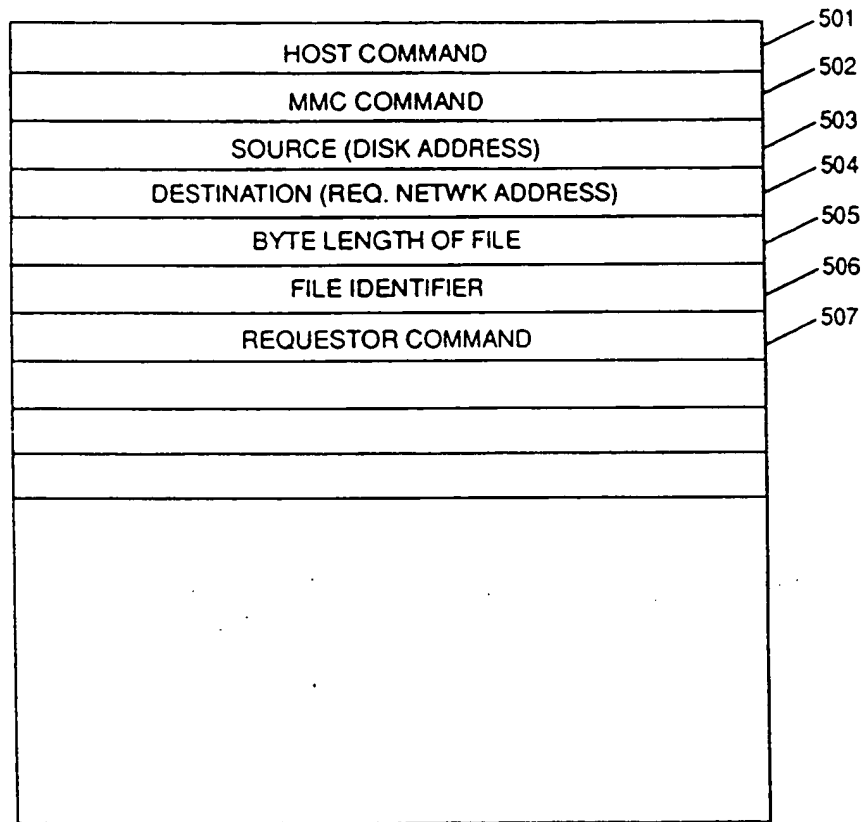 501
HOST COMMAND
502
MMC COMMAND
503
SOURCE (DISK ADDRESS)
504
DESTINATION (REQ. NETW'K ADDRESS)
505
BYTE LENGTH OF FILE
506
FILE IDENTIFIER
507
REQUESTOR COMMAND